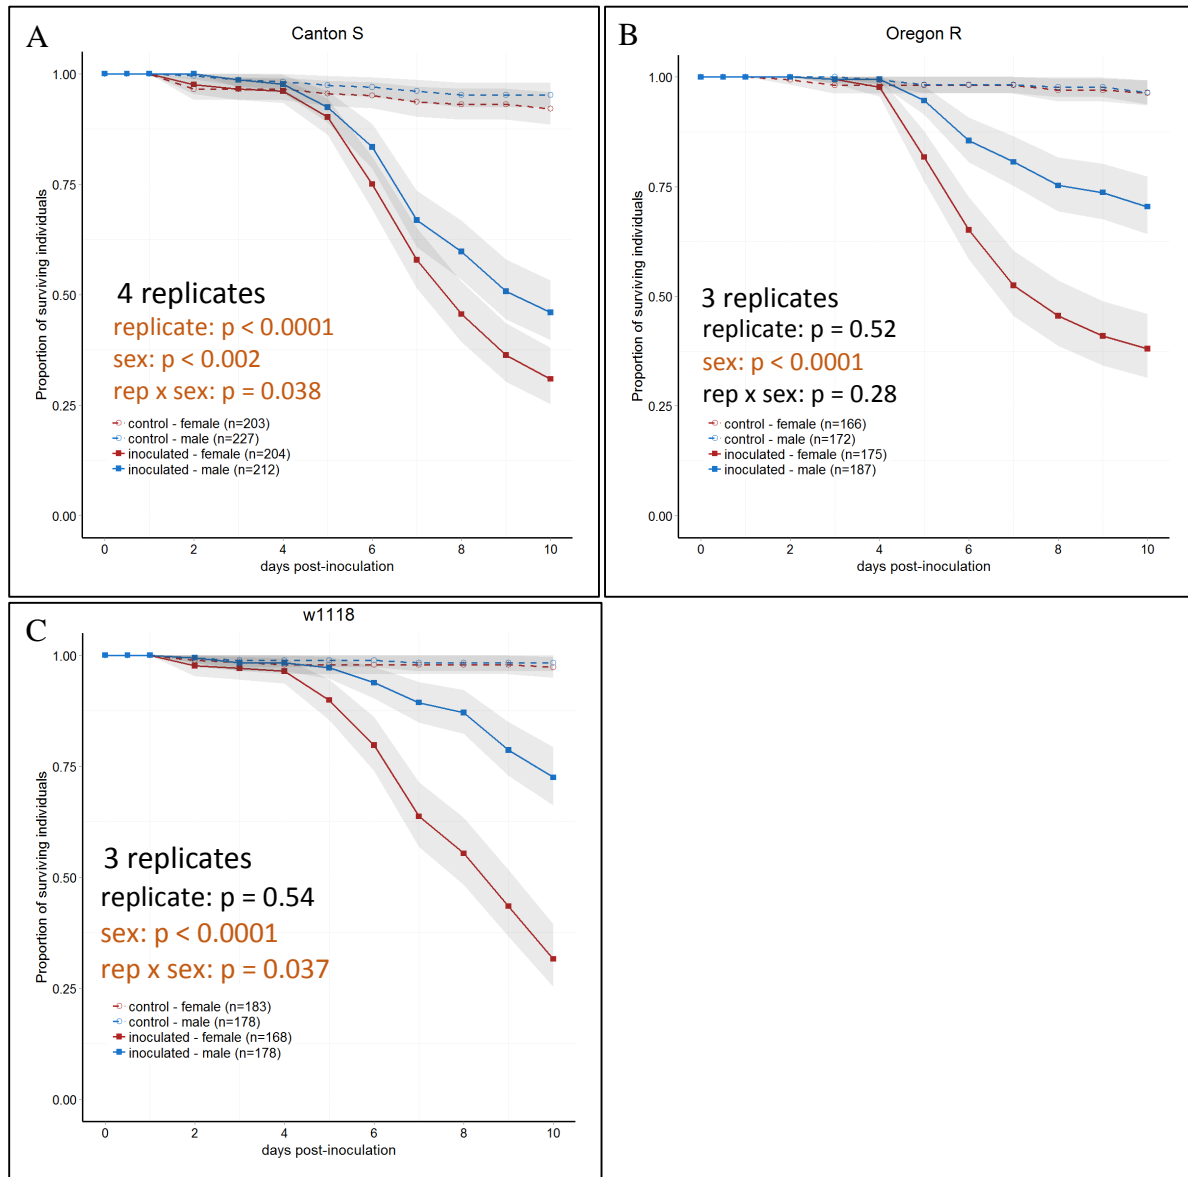 A
Canton S
Proportion of surviving individuals
1.00
0.75
0.50
0.25
0.00
4 replicates
replicate: p < 0.0001
sex: p < 0.002
rep x sex: p = 0.038
control - female (n=203)
control - male (n=227)
inoculated - female (n=204)
inoculated - male (n=212)
0 2 4 6 8 10
days post-inoculation
B
Oregon R
Proportion of surviving individuals
1.00
0.75
0.50
0.25
0.00
3 replicates
replicate: p = 0.52
sex: p < 0.0001
rep x sex: p = 0.28
control - female (n=166)
control - male (n=172)
inoculated - female (n=175)
inoculated - male (n=187)
0 2 4 6 8 10
days post-inoculation
C
w1118
Proportion of surviving individuals
1.00
0.75
0.50
0.25
0.00
3 replicates
replicate: p = 0.54
sex: p < 0.0001
rep x sex: p = 0.037
control - female (n=183)
control - male (n=178)
inoculated - female (n=168)
inoculated - male (n=178)
0 2 4 6 8 10
days post-inoculation